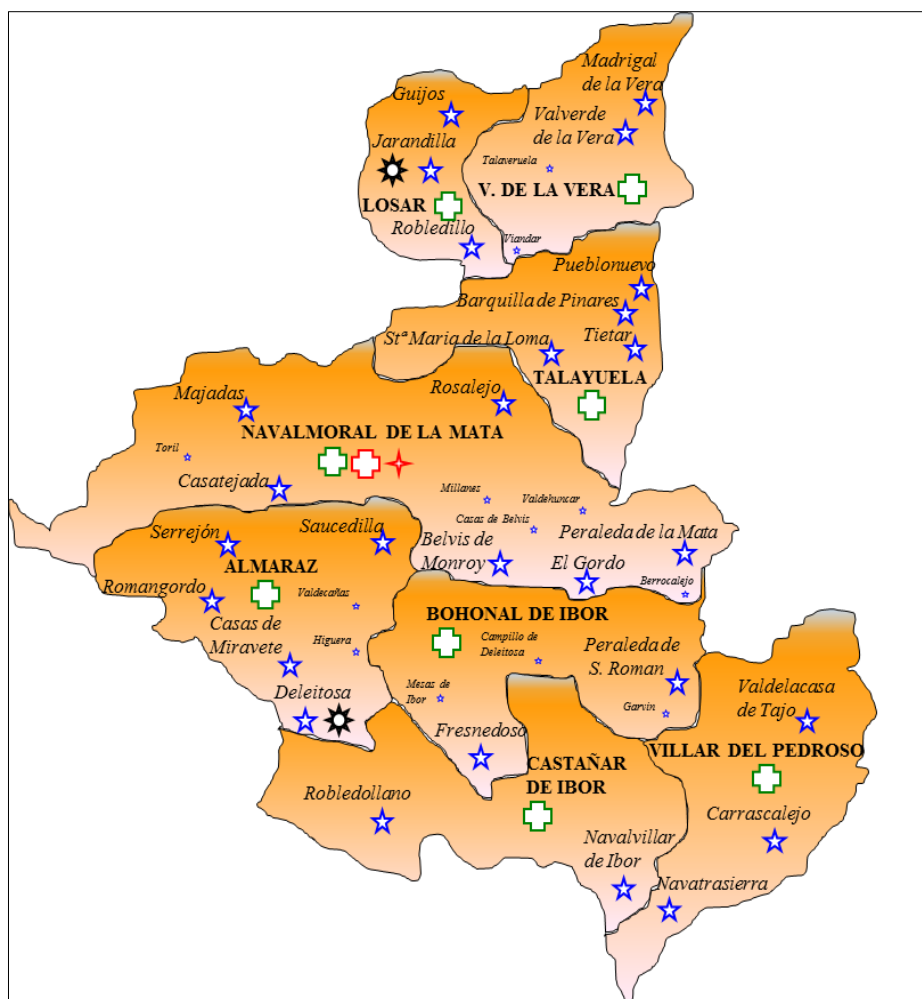 Madrigal
de la Vera
Guijos
Valverde
de la Vera
Jarandilla
Talaveruela
V. DE LA VERA
LOSAR
Robledillo
Viandar
Pueblonuevo
Barquilla de Pinares
Stª Maria de la Loma
Tietar
TALAYUELA
Majadas
Rosalejo
NAVALMORAL DE LA MATA
Toril
Casatejada
Millanes
Valdehuncar
Casas de Belvis
Peraleda de la Mata
Belvis de
Monroy
El Gordo
Berrocalejo
Serrejón
Saucedilla
ALMARAZ
Romangordo
Valdecañas
Casas de
Miravete
Higuera
Deleitosa
BOHONAL DE IBOR
Campillo de
Deleitosa
Peraleda de
S. Roman
Mesas de
Ibor
Garvin
Fresnedoso
Valdelacasa
de Tajo
VILLAR DEL PEDROSO
CASTAÑAR
DE IBOR
Robledollano
Carrascalejo
Navalvillar
de Ibor
Navatrasierra